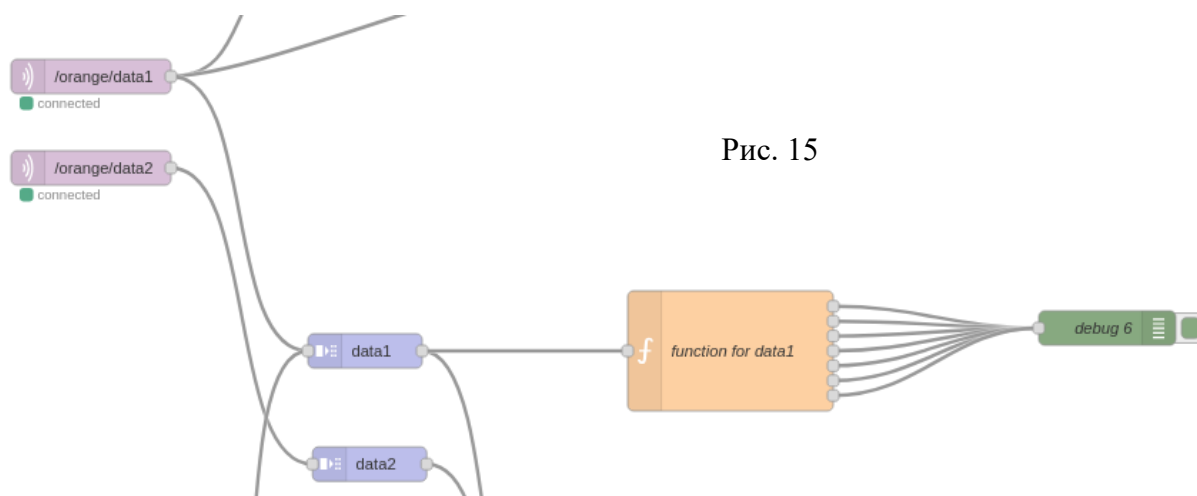 /orange/data1
connected
/orange/data2
connected
Рис. 15
data1
function for data1
debug 6
data2